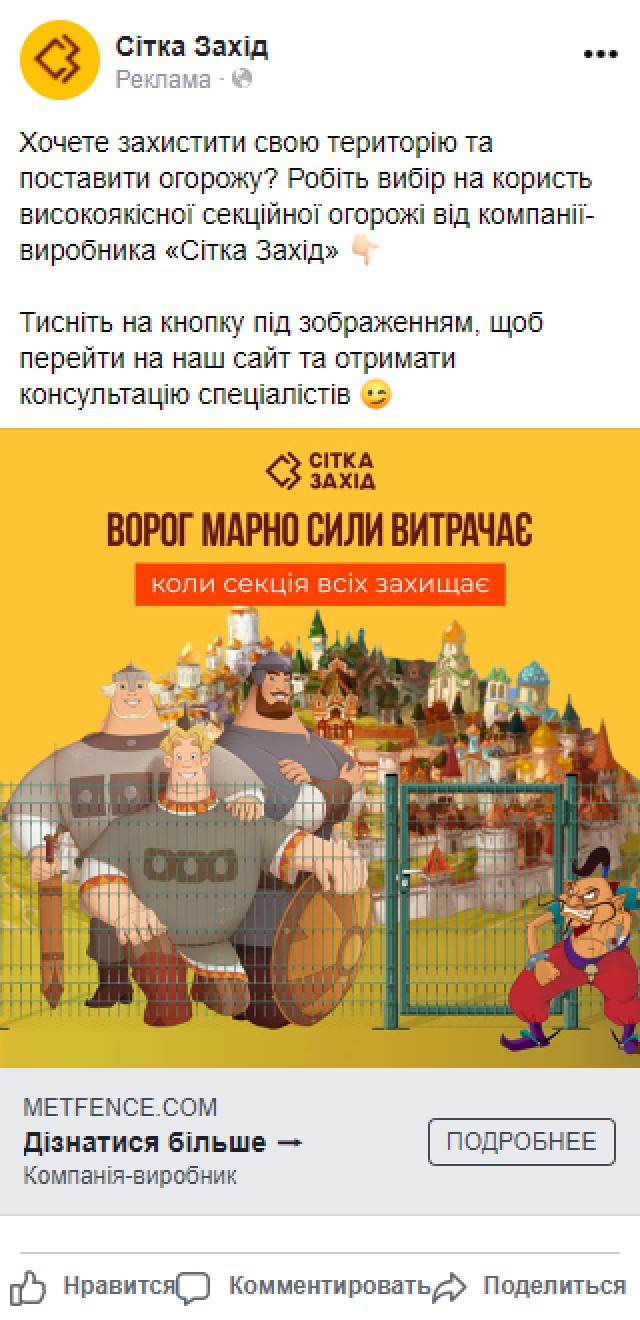 Сітка Захід
Реклама ·
Хочете захистити свою територію та
поставити огорожу? Робіть вибір на користь
високоякісної секційної огорожі від компанії-
виробника «Сітка Захід» 👇🏻
Тисніть на кнопку під зображенням, щоб
перейти на наш сайт та отримати
консультацію спеціалістів 😉
СІТКА
ЗАХІД
ВОРОГ МАРНО СИЛИ ВИТРАЧАЄ
коли секція всіх захищає
METFENCE.COM
Дізнатися більше →
Компанія-виробник
ПОДРОБНЕЕ
Нравится Комментировать Поделиться